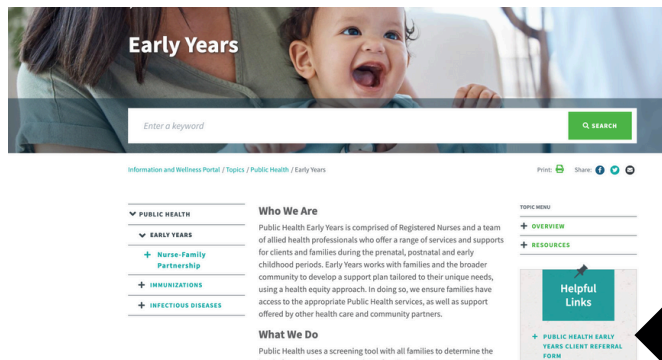 Early Years
Enter a keyword
SEARCH
Information and Wellness Portal / Topics / Public Health / Early Years
Print:
Share:
PUBLIC HEALTH
EARLY YEARS
Nurse-Family
Partnership
IMMUNIZATIONS
INFECTIOUS DISEASES
Who We Are
Public Health Early Years is comprised of Registered Nurses and a team
of allied health professionals who offer a range of services and supports
for clients and families during the prenatal, postnatal and early
childhood periods. Early Years works with families and the broader
community to develop a support plan tailored to their unique needs,
using a health equity approach. In doing so, we ensure families have
access to the appropriate Public Health services, as well as support
offered by other health care and community partners.
What We Do
Public Health uses a screening tool with all families to determine the
TOPIC MENU
OVERVIEW
RESOURCES
Helpful
Links
PUBLIC HEALTH EARLY
YEARS CLIENT REFERRAL
FORM